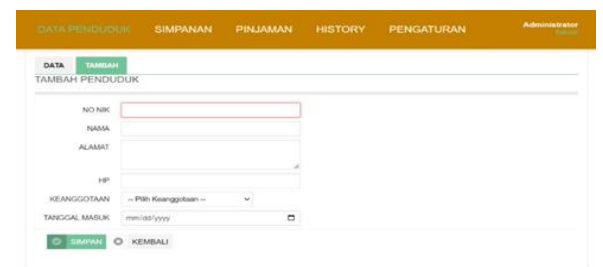 DATA PENDUDUK SIMPANAN PINJAMAN HISTORY PENGATURAN Administrator
DATA TAMBAH
TAMBAH PENDUDUK
NO NIK
NAMA
ALAMAT
HP
KEANGGOTAAN -- Pilih Keanggotaan --
TANGGAL MASUK mm/dd/yyyy
SIMPAN KEMBALI